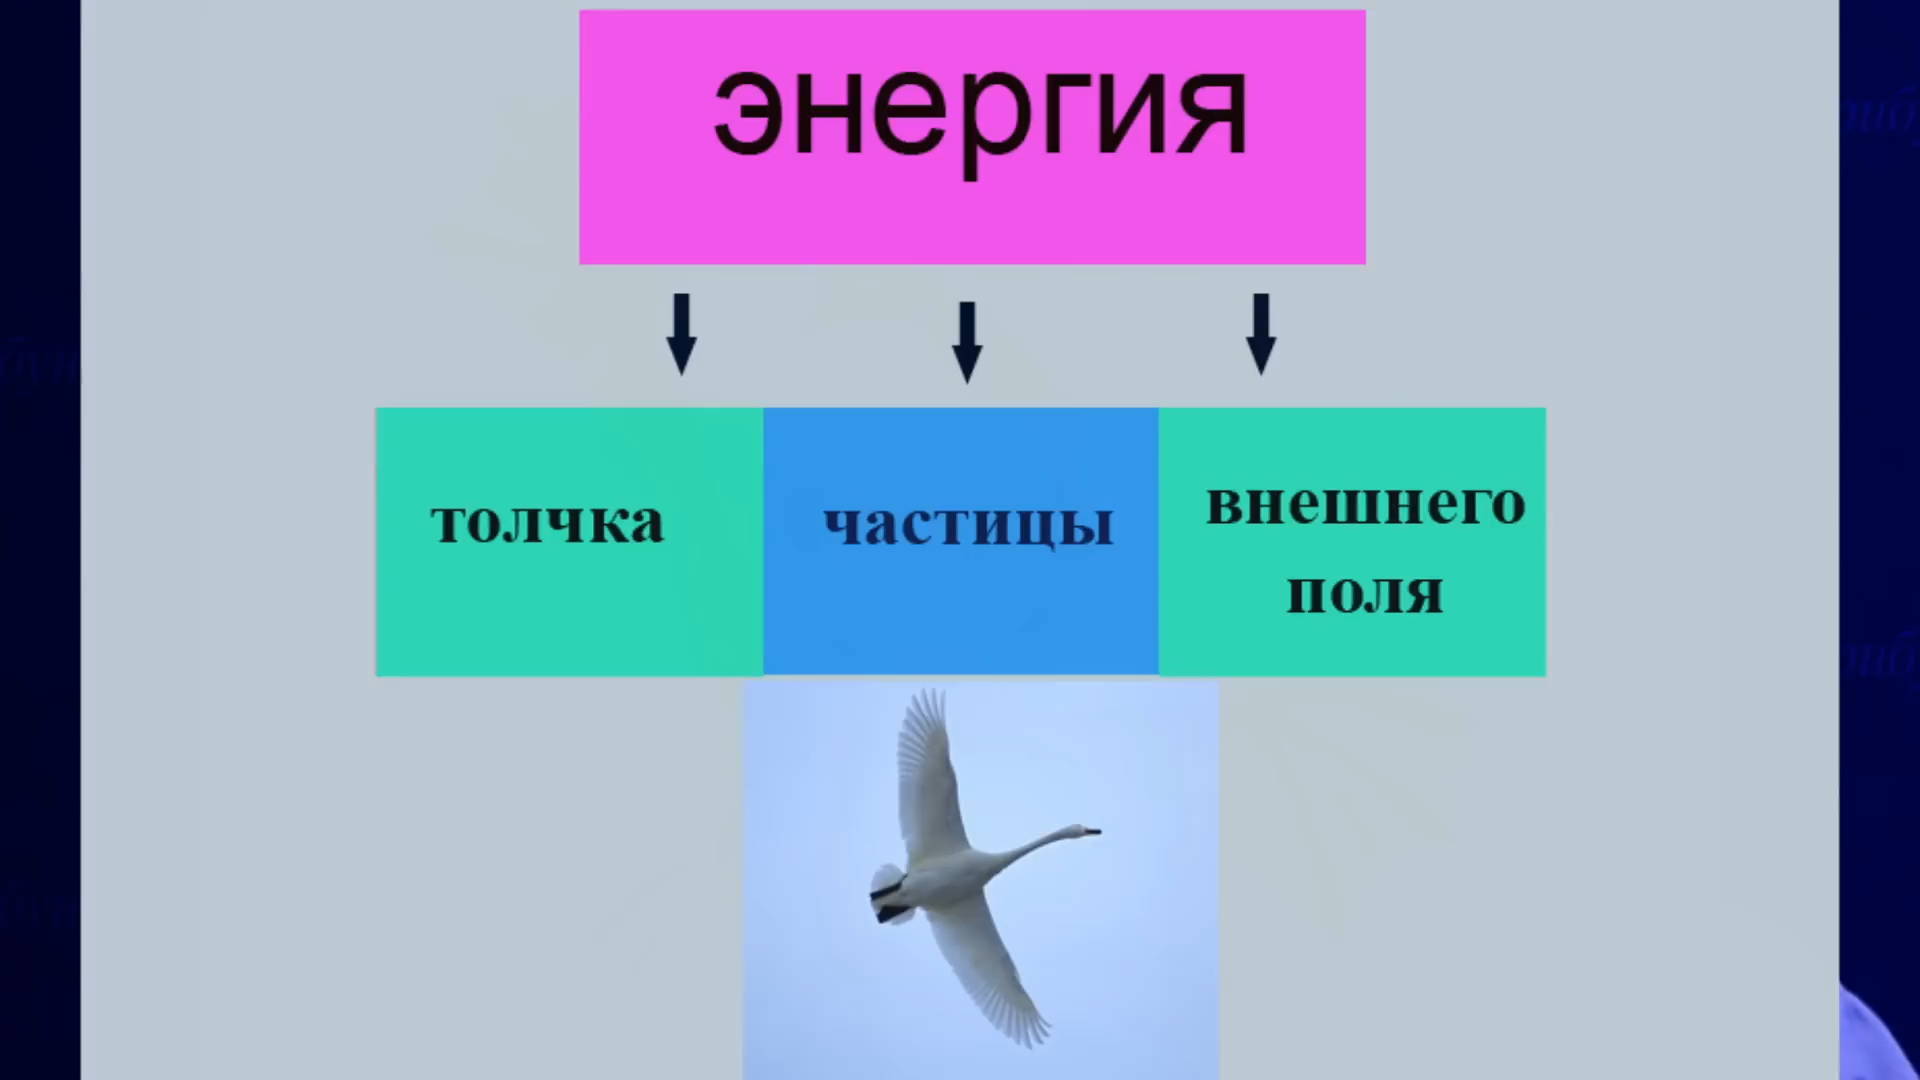 энергия
толчка
частицы
внешнего
поля